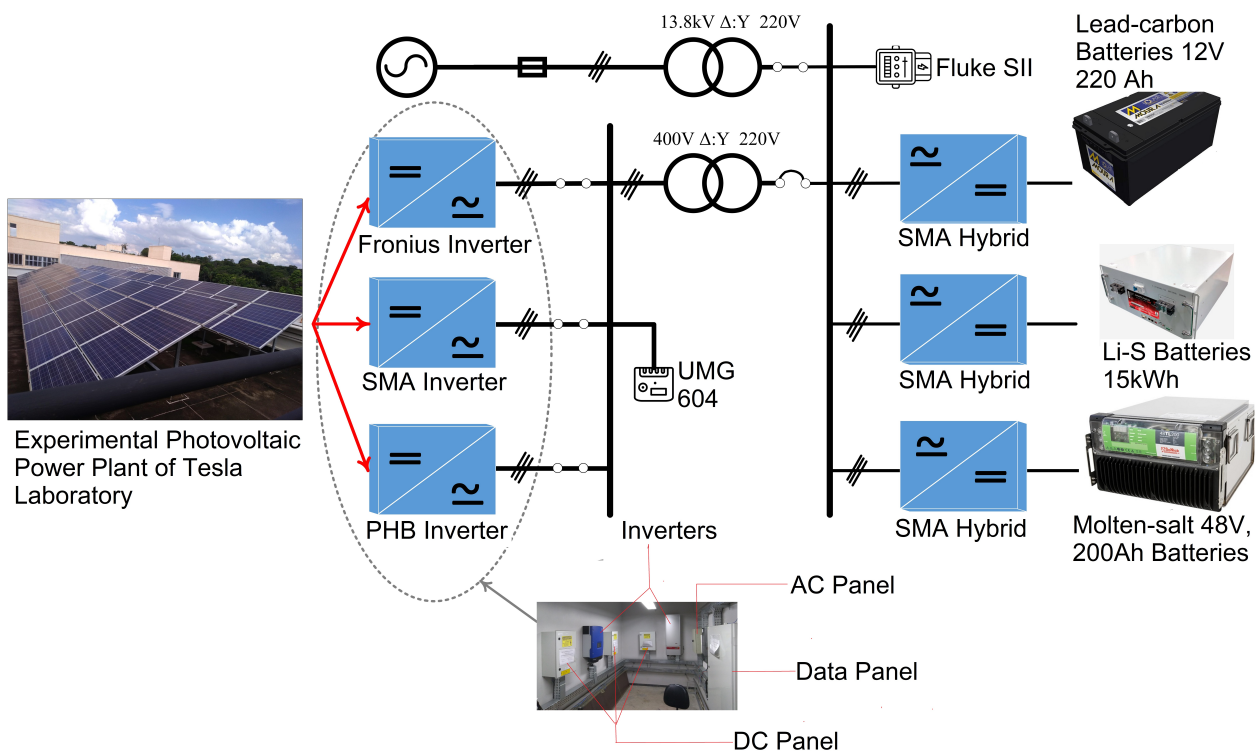 13.8kV Δ:Y 220V
Lead-carbon
Batteries 12V
220 Ah
Fluke SII
MOURA
400V Δ:Y 220V
Fronius Inverter
SMA Hybrid
SMA Inverter
UMG
604
SMA Hybrid
Li-S Batteries
15kWh
Experimental Photovoltaic
Power Plant of Tesla
Laboratory
PHB Inverter
SMA Hybrid
Molten-salt 48V,
200Ah Batteries
Inverters
AC Panel
Data Panel
DC Panel